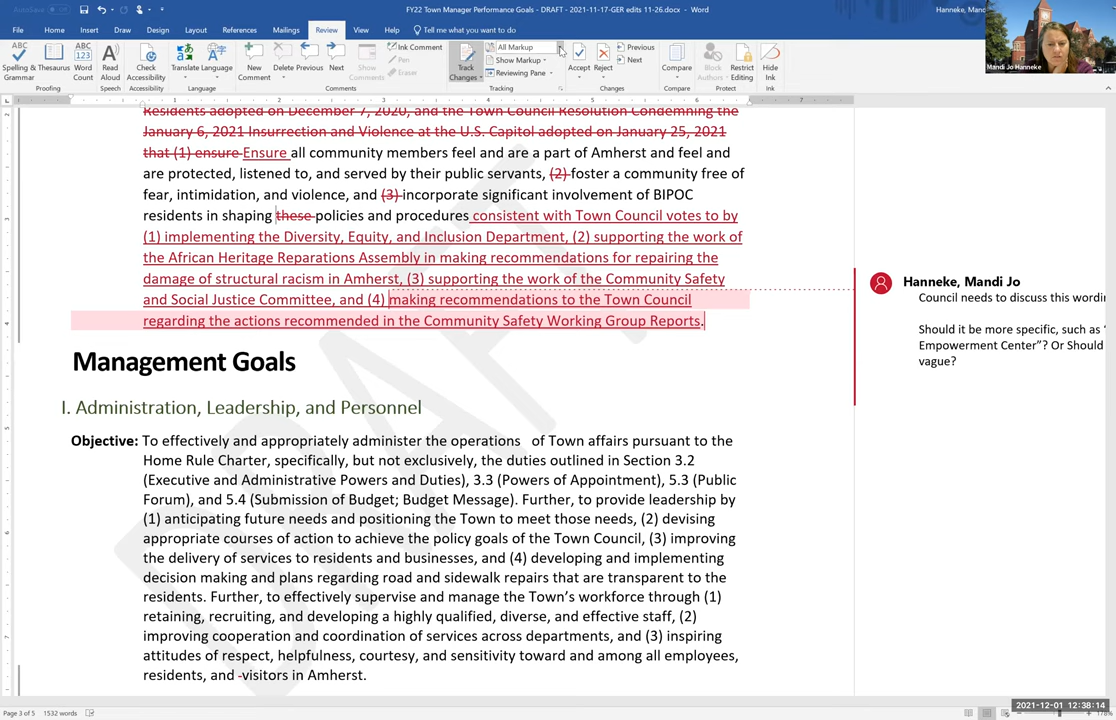 AutoSave Off
FY22 Town Manager Performance Goals - DRAFT - 2021-11-17-GER edits 11-26.docx - Word
Hanneke, Mand
Mandi Jo Hanneke
File Home Insert Draw Design Layout References Mailings Review View Help Tell me what you want to do
Spelling & Grammar
Thesaurus
Word Count
Read Aloud
Check Accessibility
Translate
Language
New Comment
Delete
Previous
Next
Show Comments
Ink Comment
Pen
Eraser
Track Changes
All Markup
Show Markup
Reviewing Pane
Accept
Reject
Previous
Next
Compare
Block Authors
Restrict Editing
Hide Ink
Proofing Speech Accessibility Language Comments Tracking Changes Compare Protect Ink
Residents adopted on December 7, 2020, and the Town Council Resolution Condemning the
January 6, 2021 Insurrection and Violence at the U.S. Capitol adopted on January 25, 2021
that (1) ensure Ensure all community members feel and are a part of Amherst and feel and
are protected, listened to, and served by their public servants, (2) foster a community free of
fear, intimidation, and violence, and (3) incorporate significant involvement of BIPOC
residents in shaping these policies and procedures consistent with Town Council votes to by
(1) implementing the Diversity, Equity, and Inclusion Department, (2) supporting the work of
the African Heritage Reparations Assembly in making recommendations for repairing the
damage of structural racism in Amherst, (3) supporting the work of the Community Safety
and Social Justice Committee, and (4) making recommendations to the Town Council
regarding the actions recommended in the Community Safety Working Group Reports.
Hanneke, Mandi Jo
Council needs to discuss this wordin
Should it be more specific, such as "
Empowerment Center"? Or Should
vague?
Management Goals
I. Administration, Leadership, and Personnel
Objective: To effectively and appropriately administer the operations of Town affairs pursuant to the
Home Rule Charter, specifically, but not exclusively, the duties outlined in Section 3.2
(Executive and Administrative Powers and Duties), 3.3 (Powers of Appointment), 5.3 (Public
Forum), and 5.4 (Submission of Budget; Budget Message). Further, to provide leadership by
(1) anticipating future needs and positioning the Town to meet those needs, (2) devising
appropriate courses of action to achieve the policy goals of the Town Council, (3) improving
the delivery of services to residents and businesses, and (4) developing and implementing
decision making and plans regarding road and sidewalk repairs that are transparent to the
residents. Further, to effectively supervise and manage the Town's workforce through (1)
retaining, recruiting, and developing a highly qualified, diverse, and effective staff, (2)
improving cooperation and coordination of services across departments, and (3) inspiring
attitudes of respect, helpfulness, courtesy, and sensitivity toward and among all employees,
residents, and -visitors in Amherst.
DRAFT
2021-12-01 12:38:14
Page 3 of 5 1532 words
178%